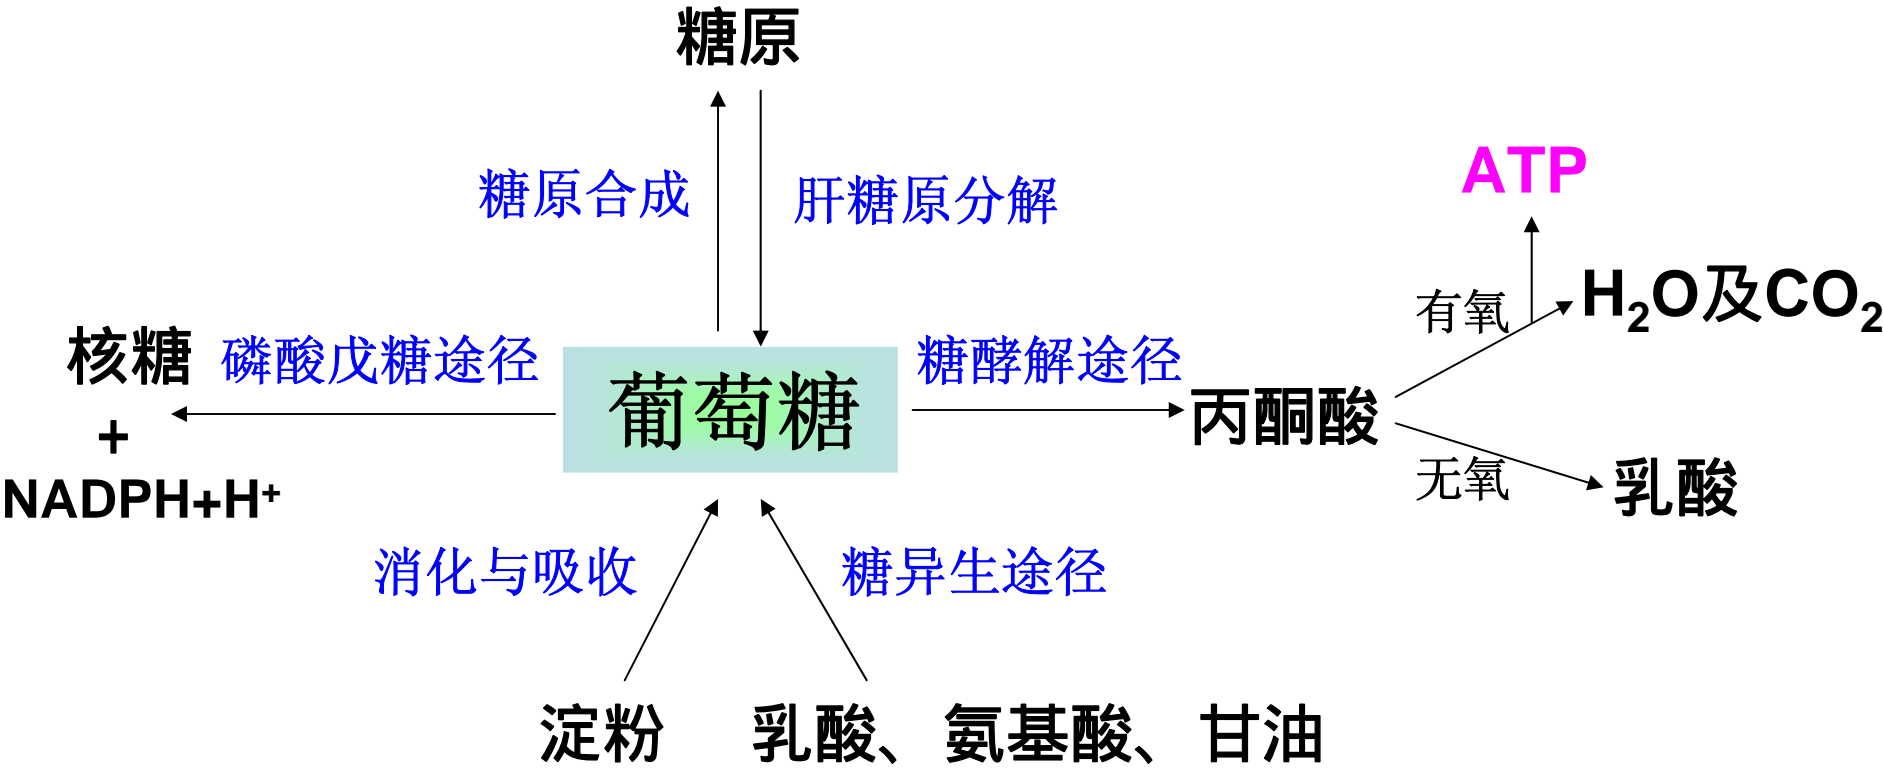 糖原
糖原合成
肝糖原分解
ATP
有氧
H₂O及CO₂
核糖
磷酸戊糖途径
葡萄糖
糖酵解途径
丙酮酸
+
NADPH+H⁺
无氧
乳酸
消化与吸收
糖异生途径
淀粉
乳酸、氨基酸、甘油